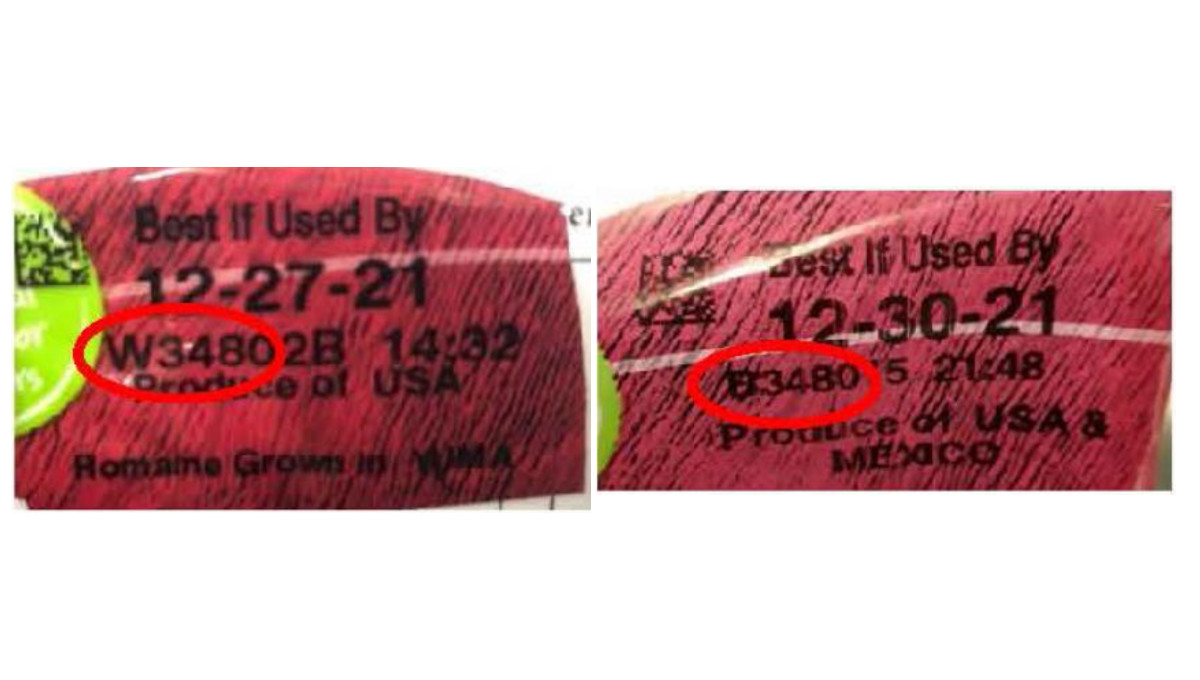 Best If Used By
12-27-21
W34802B 14:32
Produce of USA
Romaine Grown in
Best If Used By
12-30-21
B3480 5 21:48
Produce of USA &
MEXICO